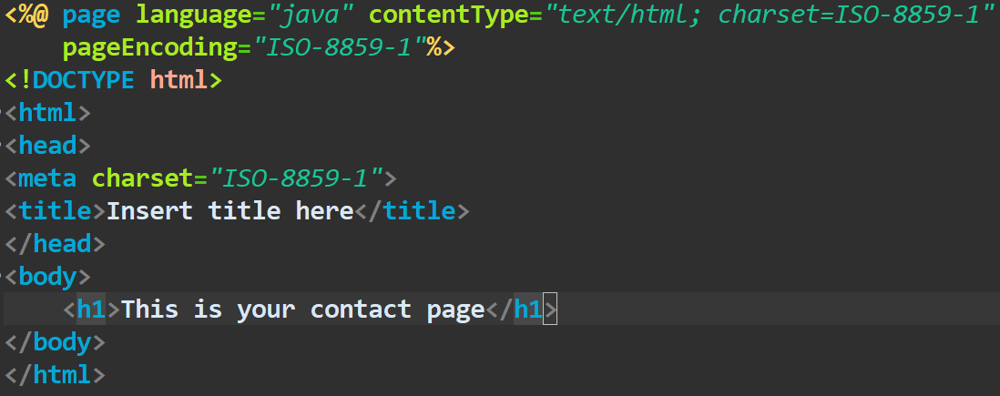 <%@ page language="java" contentType="text/html; charset=ISO-8859-1"
    pageEncoding="ISO-8859-1"%>
<!DOCTYPE html>
<html>
<head>
<meta charset="ISO-8859-1">
<title>Insert title here</title>
</head>
<body>
    <h1>This is your contact page</h1>
</body>
</html>